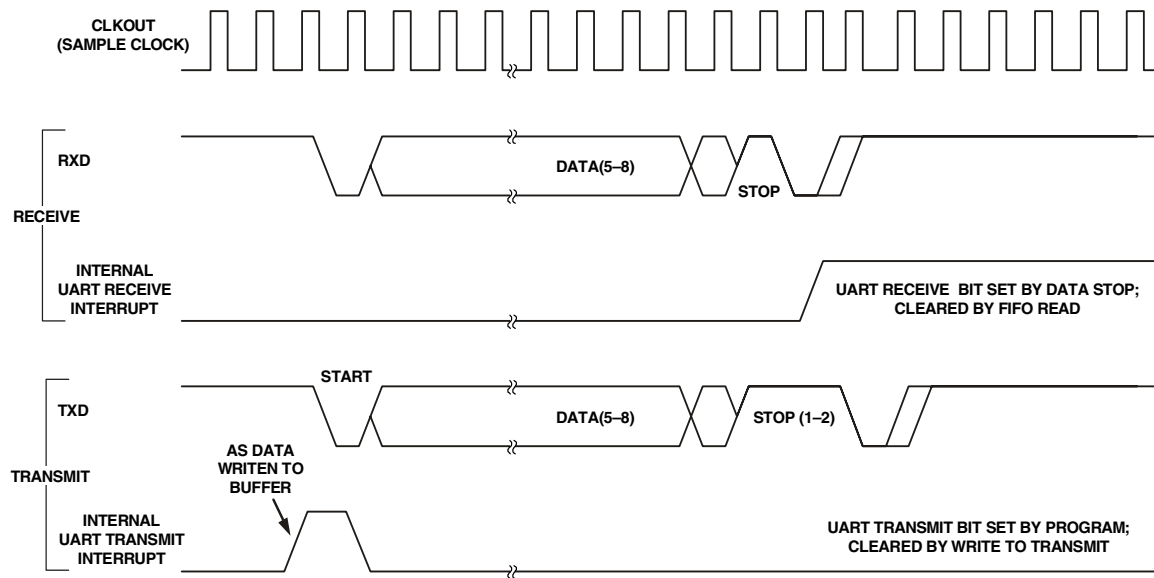 CLKOUT
(SAMPLE CLOCK)
RXD
DATA(5–8)
STOP
RECEIVE
INTERNAL
UART RECEIVE
INTERRUPT
UART RECEIVE BIT SET BY DATA STOP;
CLEARED BY FIFO READ
START
TXD
DATA(5–8)
STOP (1–2)
AS DATA
WRITEN TO
BUFFER
TRANSMIT
INTERNAL
UART TRANSMIT
INTERRUPT
UART TRANSMIT BIT SET BY PROGRAM;
CLEARED BY WRITE TO TRANSMIT